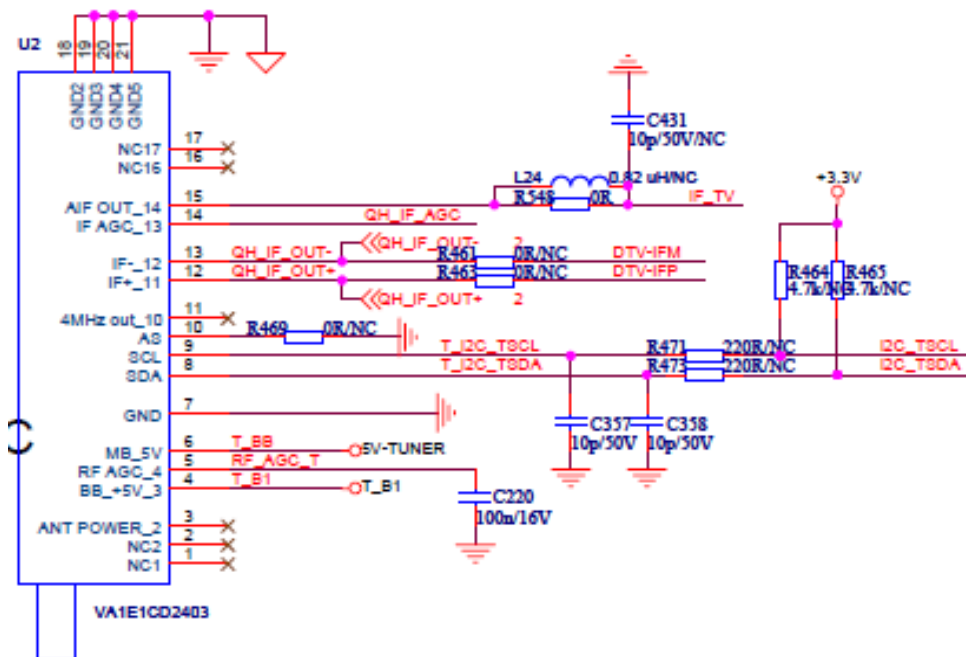 U2
18
19
20
21
GND2
GND3
GND4
GND5
NC17 17
NC16 16
AIF OUT_14 15
IF AGC_13 14 QH_IF_AGC
IF-_12 13 QH_IF_OUT-
IF+_11 12 QH_IF_OUT+
4MHz out_10 11
AS 10
SCL 9
SDA 8
GND 7
MB_5V 6 T_BB 5V-TUNER
RF AGC_4 5 RF_AGC_T
BB_+5V_3 4 T_B1 T_B1
ANT POWER_2 3
NC2 2
NC1 1
VA1E1CD2403
C431
10p/50V/NC
L24 0.82 uH/NC
R548 0R IF_TV
QH_IF_OUT- 2
R461 0R/NC DTV-IFM
R463 0R/NC DTV-IFP
QH_IF_OUT+ 2
+3.3V
R464 R465
4.7k/NC
R469 0R/NC
T_I2C_TSCL R471 220R/NC I2C_TSCL
T_I2C_TSDA R473 220R/NC I2C_TSDA
C357 C358
10p/50V 10p/50V
C220
100n/16V